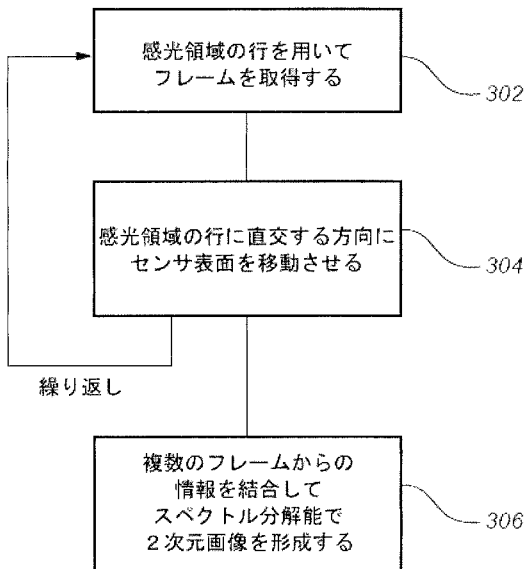 感光領域の行を用いて
フレームを取得する
302
感光領域の行に直交する方向に
センサ表面を移動させる
304
繰り返し
複数のフレームからの
情報を結合して
スペクトル分解能で
2次元画像を形成する
306